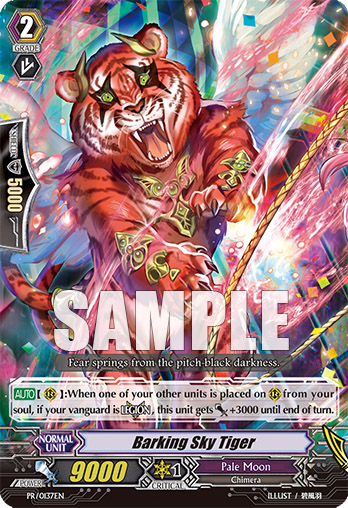 2
GRADE
SHIELD
5000
SAMPLE
Fear springs from the pitch-black darkness.
AUTO [ R ]:When one of your other units is placed on R from your
soul, if your vanguard is LEGION, this unit gets +3000 until end of turn.
NORMAL UNIT
Barking Sky Tiger
POWER
9000
1
CRITICAL
Pale Moon
Chimera
PR/0137EN
ILLUST / 碧風羽